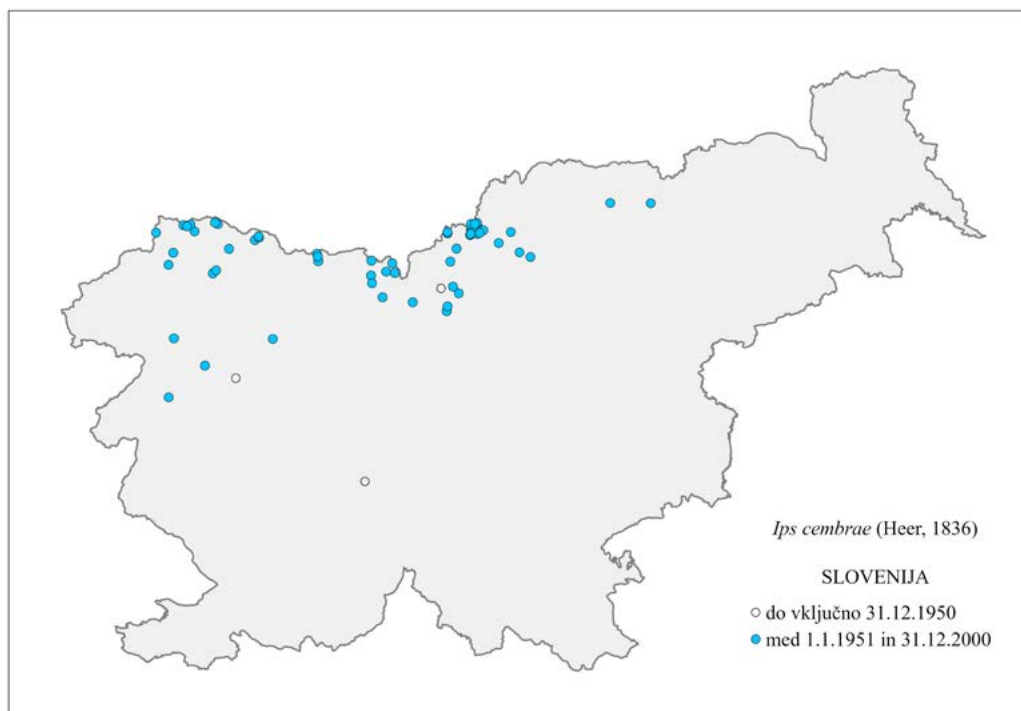 Ips cembrae (Heer, 1836)
SLOVENIJA
do vključno 31.12.1950
med 1.1.1951 in 31.12.2000